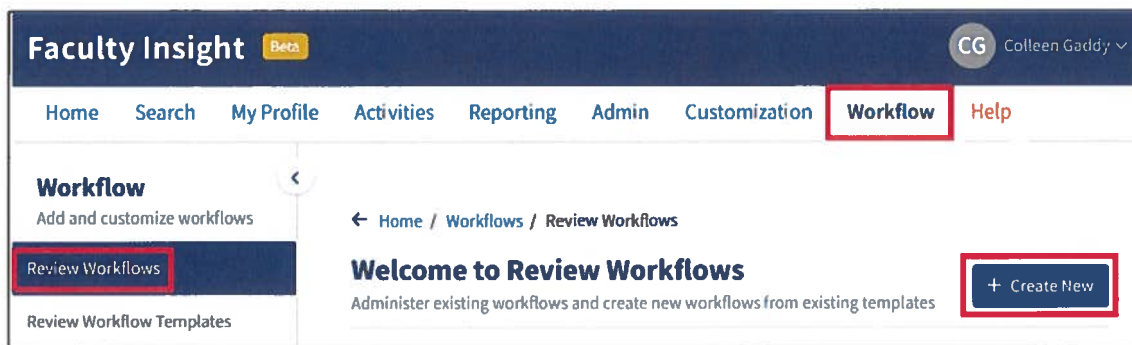 Faculty Insight Beta
CG Colleen Gaddy
Home Search My Profile Activities Reporting Admin Customization Workflow Help
Workflow
Add and customize workflows
← Home / Workflows / Review Workflows
Review Workflows
Welcome to Review Workflows
Administer existing workflows and create new workflows from existing templates
+ Create New
Review Workflow Templates